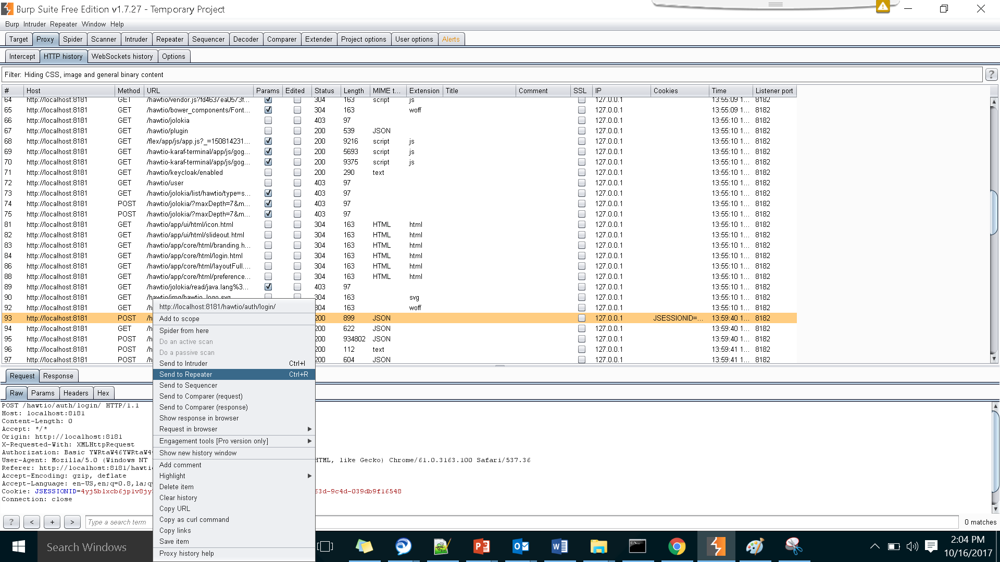 Burp Suite Free Edition v1.7.27 - Temporary Project
Burp Intruder Repeater Window Help
Target Proxy Spider Scanner Intruder Repeater Sequencer Decoder Comparer Extender Project options User options Alerts
Intercept HTTP history WebSockets history Options
Filter: Hiding CSS, image and general binary content ?
# Host Method URL Params Edited Status Length MIME t... Extension Title Comment SSL IP Cookies Time Listener port
64 http://localhost:8181 GET /hawtio/vendor.js?fd4637ea0573f... 304 163 script js 127.0.0.1 13:55:09 1... 8182
65 http://localhost:8181 GET /hawtio/bower_components/Font... 304 163 woff 127.0.0.1 13:55:09 1... 8182
66 http://localhost:8181 GET /hawtio/jolokia 403 97 127.0.0.1 13:55:10 1... 8182
67 http://localhost:8181 GET /hawtio/plugin 200 539 JSON 127.0.0.1 13:55:10 1... 8182
68 http://localhost:8181 GET /flex/app/js/app.js?_=150814231... 200 9216 script js 127.0.0.1 13:55:10 1... 8182
69 http://localhost:8181 GET /hawtio-karaf-terminal/app/js/gog... 200 5693 script js 127.0.0.1 13:55:10 1... 8182
70 http://localhost:8181 GET /hawtio-karaf-terminal/app/js/gog... 200 9375 script js 127.0.0.1 13:55:10 1... 8182
71 http://localhost:8181 GET /hawtio/keycloak/enabled 200 290 text 127.0.0.1 13:55:10 1... 8182
72 http://localhost:8181 GET /hawtio/user 403 97 127.0.0.1 13:55:10 1... 8182
73 http://localhost:8181 GET /hawtio/jolokia/list/hawtio/type=s... 403 97 127.0.0.1 13:55:10 1... 8182
74 http://localhost:8181 POST /hawtio/jolokia/?maxDepth=7&m... 403 97 127.0.0.1 13:55:10 1... 8182
75 http://localhost:8181 POST /hawtio/jolokia/?maxDepth=7&m... 403 97 127.0.0.1 13:55:10 1... 8182
81 http://localhost:8181 GET /hawtio/app/ui/html/icon.html 304 163 HTML html 127.0.0.1 13:55:10 1... 8182
82 http://localhost:8181 GET /hawtio/app/ui/html/slideout.html 304 163 HTML html 127.0.0.1 13:55:10 1... 8182
83 http://localhost:8181 GET /hawtio/app/core/html/branding.h... 304 163 HTML html 127.0.0.1 13:55:10 1... 8182
84 http://localhost:8181 GET /hawtio/app/core/html/login.html 304 163 HTML html 127.0.0.1 13:55:10 1... 8182
86 http://localhost:8181 GET /hawtio/app/core/html/layoutFull.... 304 163 HTML html 127.0.0.1 13:55:10 1... 8182
88 http://localhost:8181 GET /hawtio/app/core/html/preference... 304 163 HTML html 127.0.0.1 13:55:10 1... 8182
89 http://localhost:8181 GET /hawtio/jolokia/read/java.lang%3... 403 97 127.0.0.1 13:55:10 1... 8182
90 http://localhost:8181 GET /hawtio/img/hawtio_logo.svg 304 163 svg 127.0.0.1 13:55:10 1... 8182
92 http://localhost:8181 GET /h 304 163 woff 127.0.0.1 13:55:10 1... 8182
93 http://localhost:8181 POST /h 200 899 JSON 127.0.0.1 JSESSIONID=... 13:59:40 1... 8182
94 http://localhost:8181 GET /h 200 622 JSON 127.0.0.1 13:59:40 1... 8182
95 http://localhost:8181 POST /h 200 934802 JSON 127.0.0.1 13:59:40 1... 8182
96 http://localhost:8181 POST /h 200 112 text 127.0.0.1 13:59:41 1... 8182
97 http://localhost:8181 POST /h 200 604 JSON 127.0.0.1 13:59:41 1... 8182
http://localhost:8181/hawtio/auth/login/
Add to scope
Spider from here
Do an active scan
Do a passive scan
Send to Intruder Ctrl+I
Send to Repeater Ctrl+R
Send to Sequencer
Send to Comparer (request)
Send to Comparer (response)
Show response in browser
Request in browser
Engagement tools [Pro version only]
Show new history window
Add comment
Highlight
Delete item
Clear history
Copy URL
Copy as curl command
Copy links
Save item
Proxy history help
Request Response
Raw Params Headers Hex
POST /hawtio/auth/login/ HTTP/1.1
Host: localhost:8181
Content-Length: 0
Accept: */*
Origin: http://localhost:8181
X-Requested-With: XMLHttpRequest
Authorization: Basic YWRtaW46YWRtaW4
User-Agent: Mozilla/5.0 (Windows NT HTML, like Gecko) Chrome/61.0.3163.100 Safari/537.36
Referer: http://localhost:8181/hawtio
Accept-Encoding: gzip, deflate
Accept-Language: en-US,en;q=0.8,la;q
Cookie: JSESSIONID=4yj5blxcb6jp1v8jy 63d-9c4d-039db9f16548
Connection: close
? < + > Type a search term 0 matches
Search Windows
2:04 PM
10/16/2017